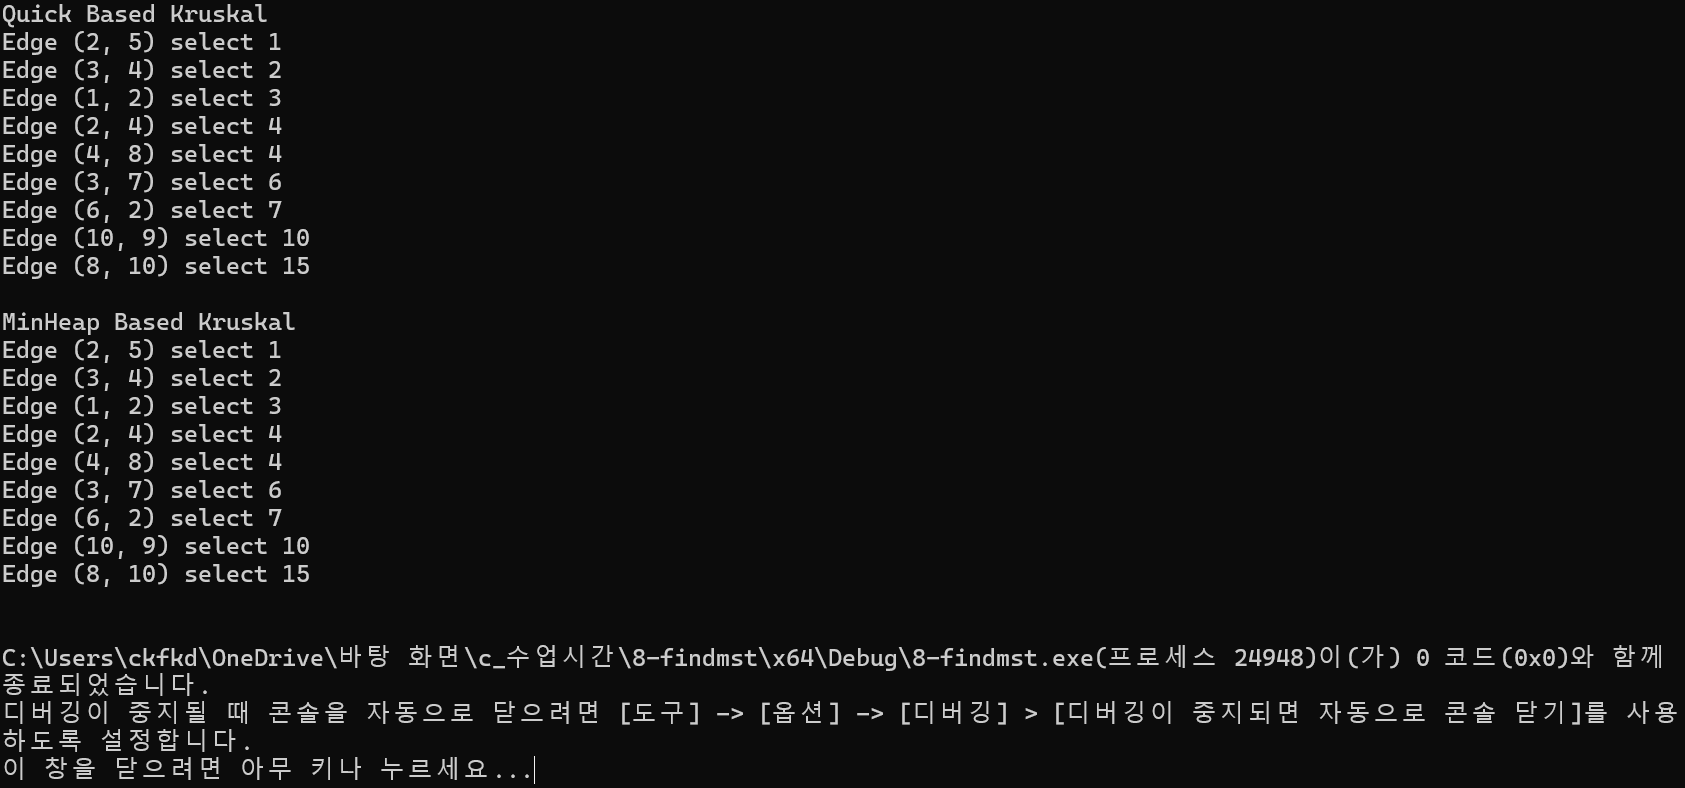 Quick Based Kruskal
Edge (2, 5) select 1
Edge (3, 4) select 2
Edge (1, 2) select 3
Edge (2, 4) select 4
Edge (4, 8) select 4
Edge (3, 7) select 6
Edge (6, 2) select 7
Edge (10, 9) select 10
Edge (8, 10) select 15
MinHeap Based Kruskal
Edge (2, 5) select 1
Edge (3, 4) select 2
Edge (1, 2) select 3
Edge (2, 4) select 4
Edge (4, 8) select 4
Edge (3, 7) select 6
Edge (6, 2) select 7
Edge (10, 9) select 10
Edge (8, 10) select 15
C:\Users\ckfkd\OneDrive\바탕 화면\c_수업시간\8-findmst\x64\Debug\8-findmst.exe(프로세스 24948)이(가) 0 코드(0x0)와 함께
종료되었습니다.
디버깅이 중지될 때 콘솔을 자동으로 닫으려면 [도구] -> [옵션] -> [디버깅] > [디버깅이 중지되면 자동으로 콘솔 닫기]를 사용
하도록 설정합니다.
이 창을 닫으려면 아무 키나 누르세요...